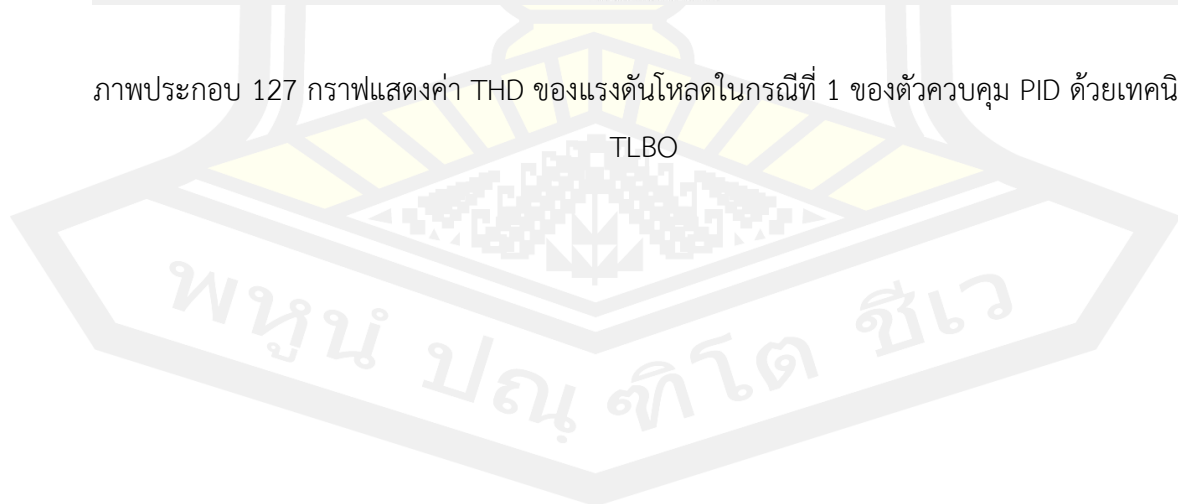 ภาพประกอบ 127 กราฟแสดงค่า THD ของแรงดันโหลดในกรณีที่ 1 ของตัวควบคุม PID ด้วยเทคนิ
TLBO
พหูนํ ปณฺฑิโต ชีเว